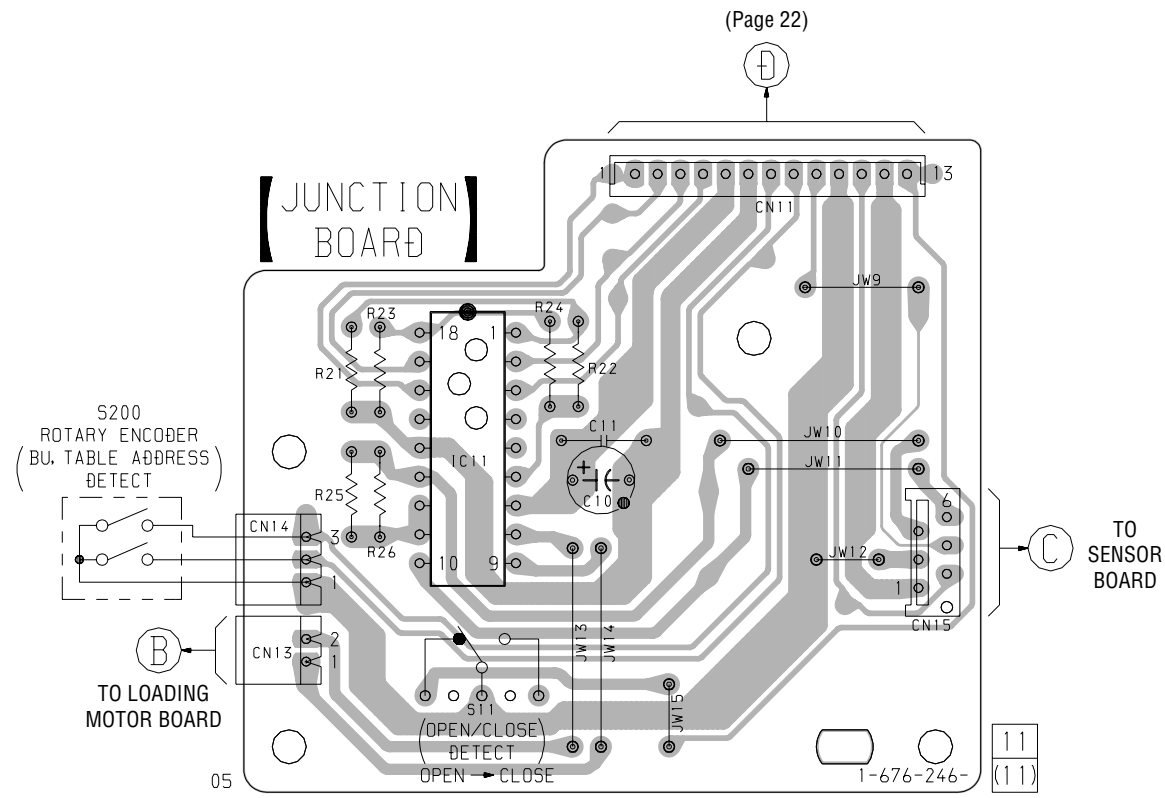 (Page 22)
D
JUNCTION
BOARD
1
13
CN11
JW9
R23
R24
18
1
R21
R22
S200
ROTARY ENCODER
BU, TABLE ADDRESS
DETECT
C11
JW10
IC11
JW11
+
R25
C10
6
CN14
3
C
TO
SENSOR
BOARD
R26
10
9
JW12
1
1
CN15
2
B
CN13
1
JW13
JW14
TO LOADING
MOTOR BOARD
S11
(OPEN/CLOSE
DETECT)
OPEN → CLOSE
JW15
05
1-676-246-
11
(11)